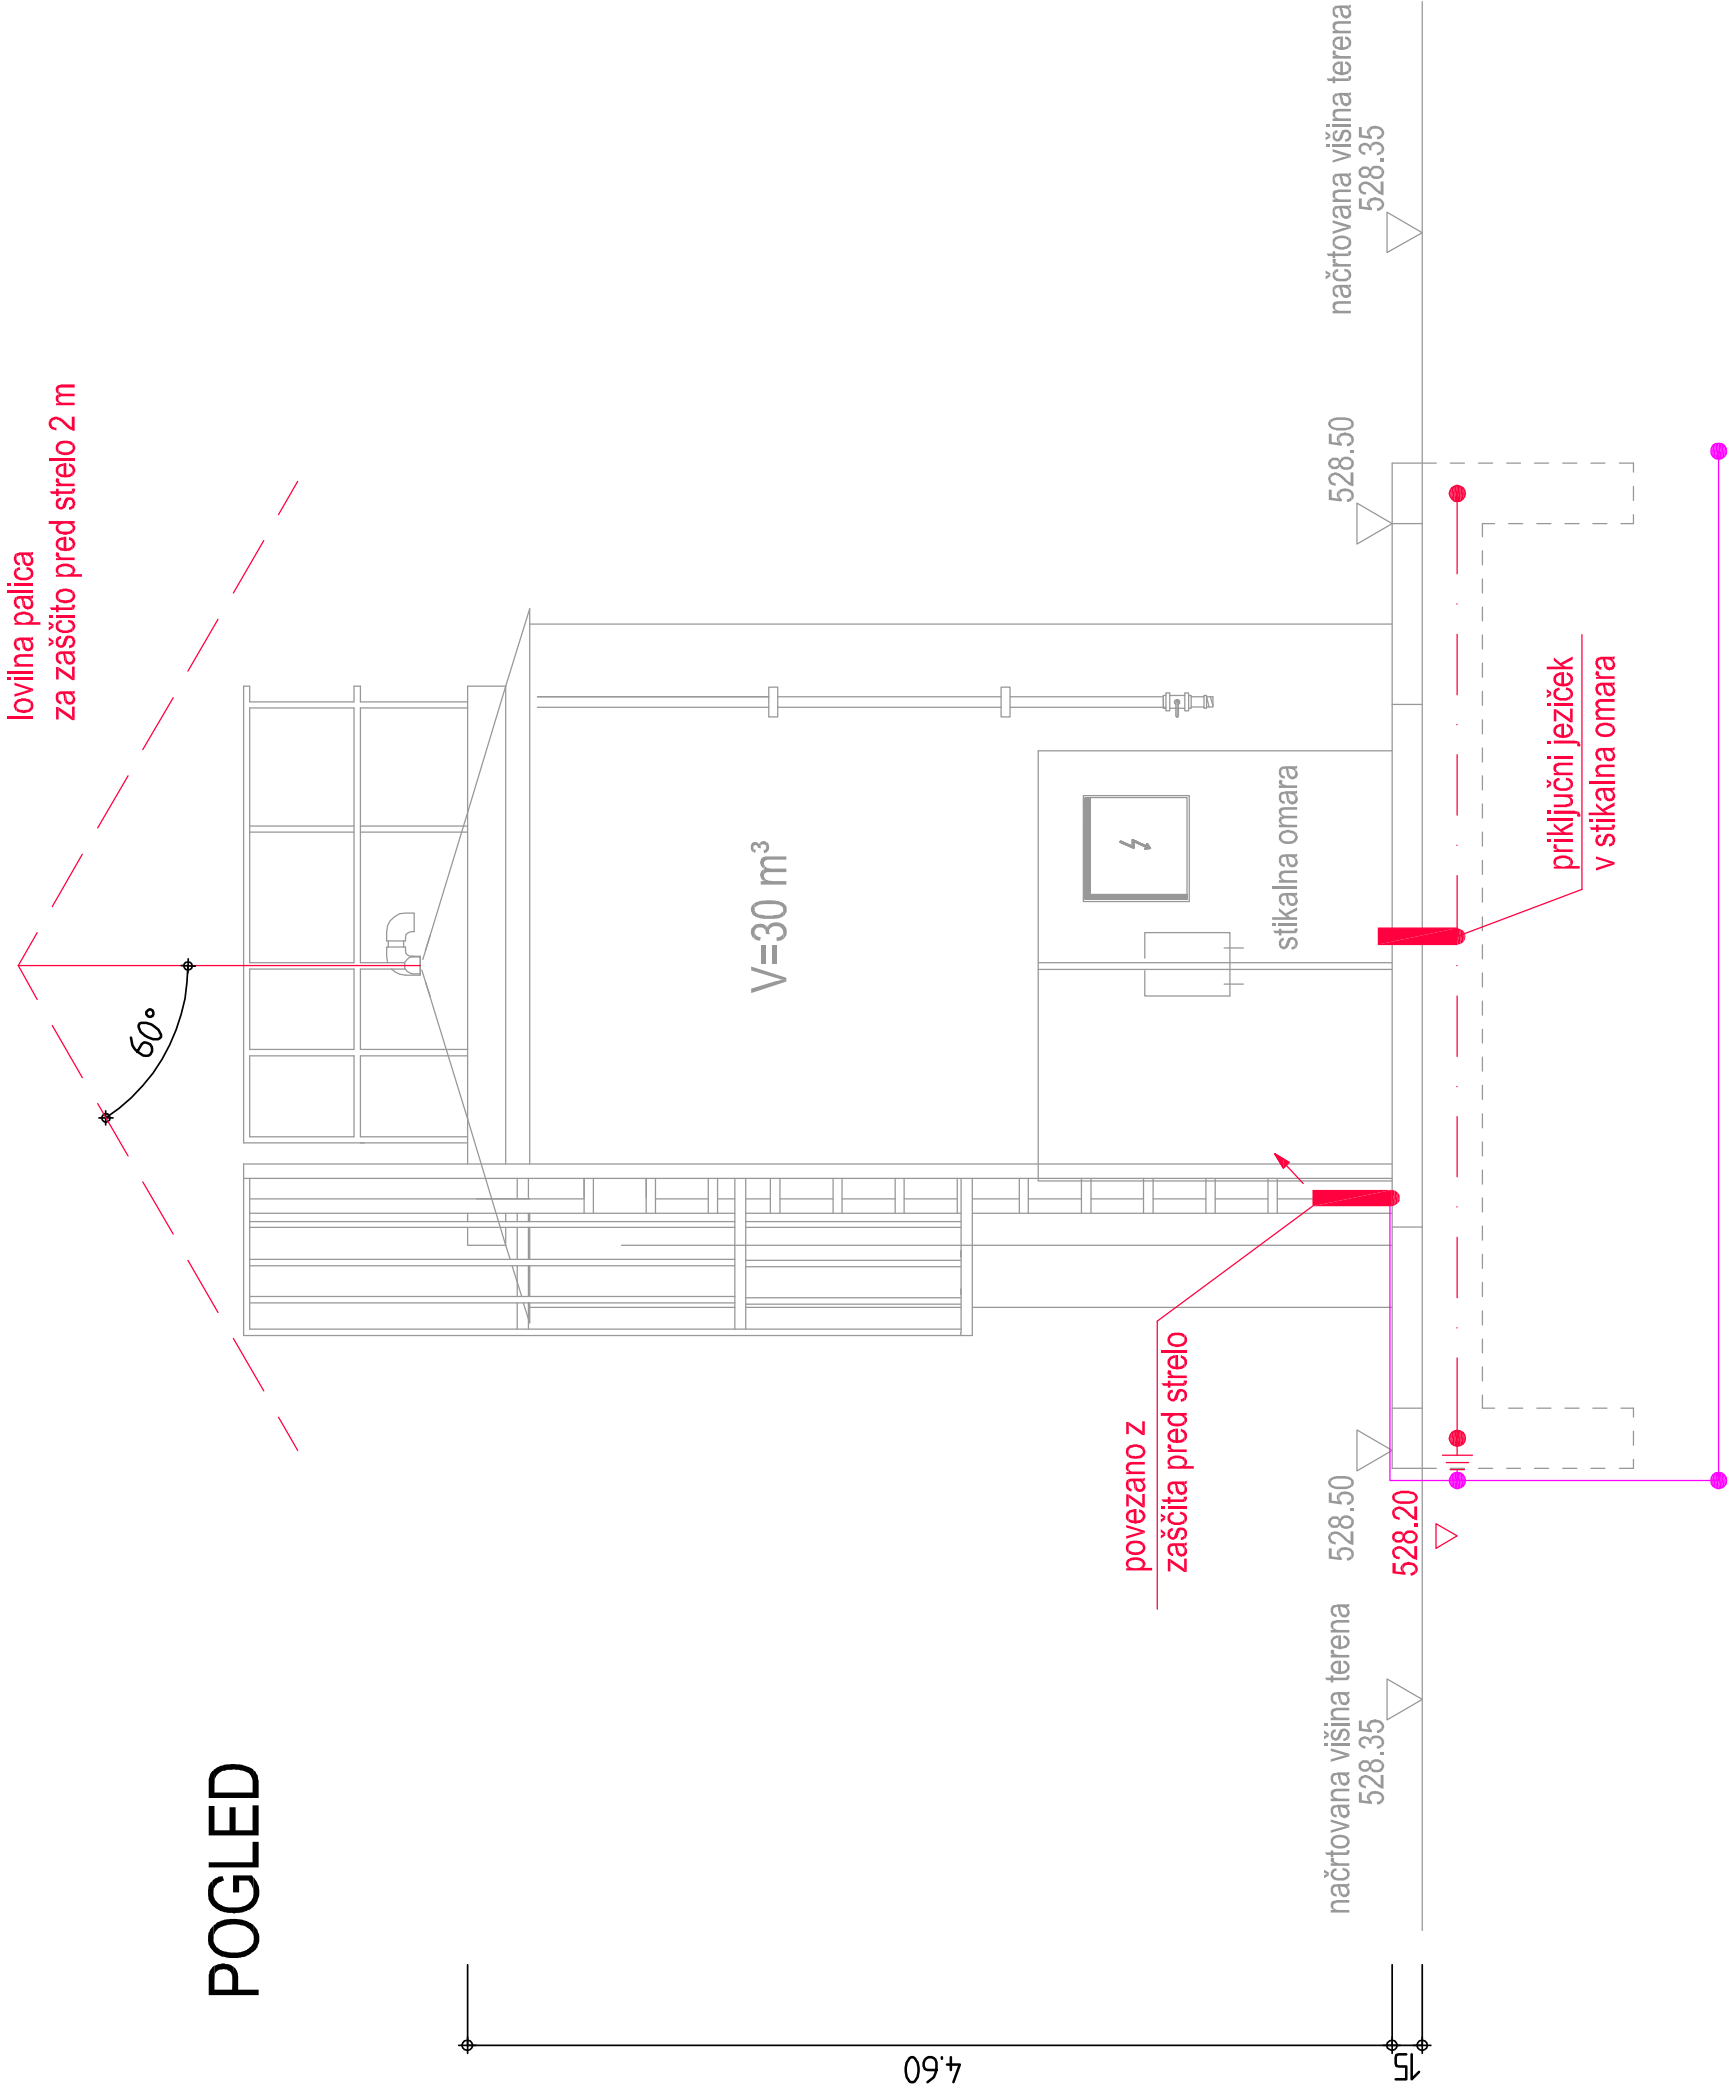 POGLED
lovilna palica
za zaščito pred strelo 2 m
60°
V=30 m³
stikalna omara
povezano z
zaščita pred strelo
načrtovana višina terena
528.35
528.50
528.20
528.50
načrtovana višina terena
528.35
priključni jeziček
v stikalna omara
4.60
15